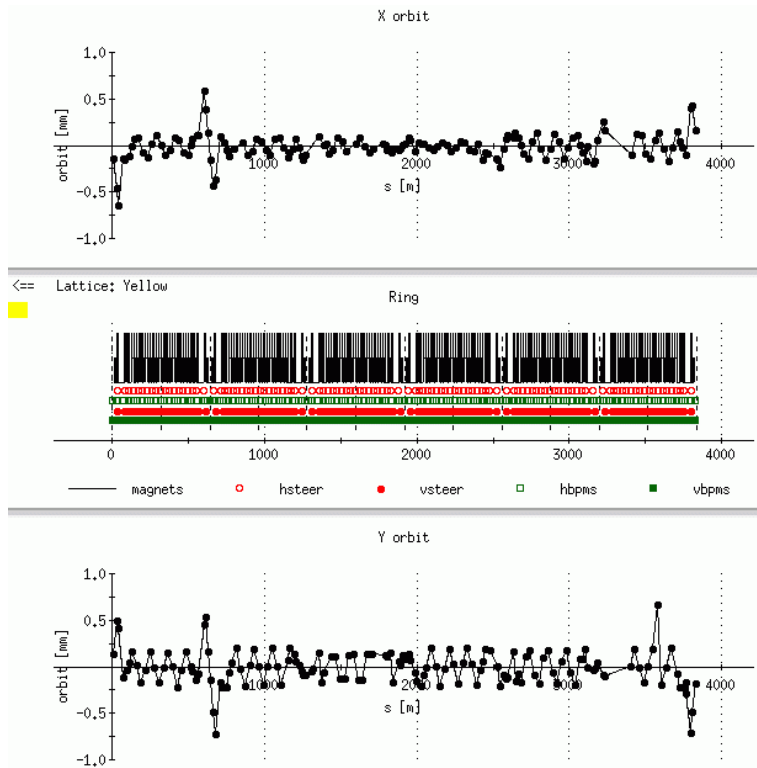 X orbit
1.0
0.5
orbit [mm]
1000
2000
3000
4000
s [m]
-0.5
-1.0
<== Lattice: Yellow
Ring
0
1000
2000
3000
4000
magnets
hsteer
vsteer
hbpms
vbpms
Y orbit
1.0
0.5
orbit [mm]
1000
2000
3000
4000
s [m]
-0.5
-1.0